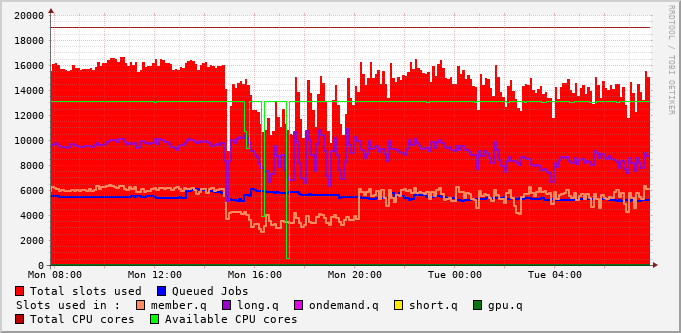 20000
18000
16000
14000
12000
10000
8000
6000
4000
2000
0
Mon 08:00 Mon 12:00 Mon 16:00 Mon 20:00 Tue 00:00 Tue 04:00
RRDTOOL / TOBI OETIKER
Total slots used Queued Jobs
Slots used in : member.q long.q ondemand.q short.q gpu.q
Total CPU cores Available CPU cores